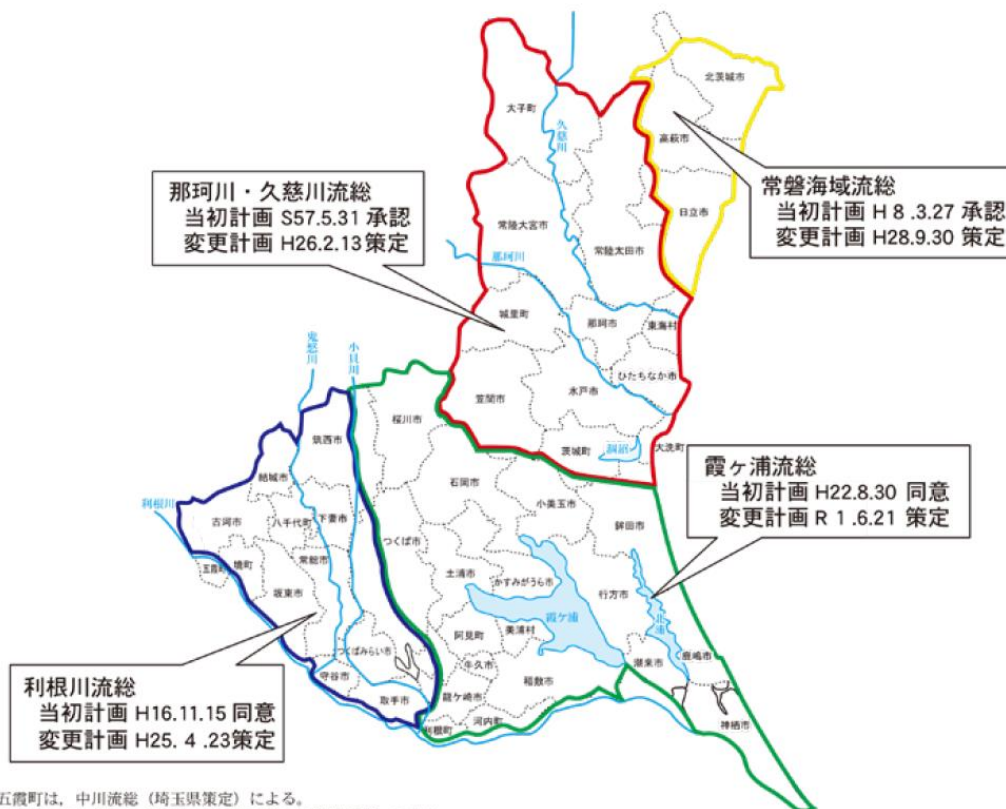 北茨城市
大子町
久慈川
高萩市
那珂川・久慈川流総
当初計画 S57.5.31 承認
変更計画 H26.2.13 策定
常磐海域流総
当初計画 H 8 .3.27 承認
変更計画 H28.9.30 策定
日立市
常陸大宮市
常陸太田市
那珂川
城里町
那珂市
東海村
鬼怒川
小貝川
ひたちなか市
笠間市
水戸市
桜川市
筑西市
茨城町
涸沼
大洗町
石岡市
結城市
小美玉市
霞ヶ浦流総
当初計画 H22.8.30 同意
変更計画 R 1 .6.21 策定
利根川
古河市
八千代町
下妻市
鉾田市
つくば市
五霞町
境町
常総市
土浦市
かすみがうら市
坂東市
行方市
霞ケ浦
北浦
阿見町
美浦村
つくばみらい市
牛久市
潮来市
鹿嶋市
利根川流総
当初計画 H16.11.15 同意
変更計画 H25. 4 .23策定
守谷市
取手市
龍ケ崎市
稲敷市
利根町
河内町
神栖市
五霞町は，中川流総（埼玉県策定）による。